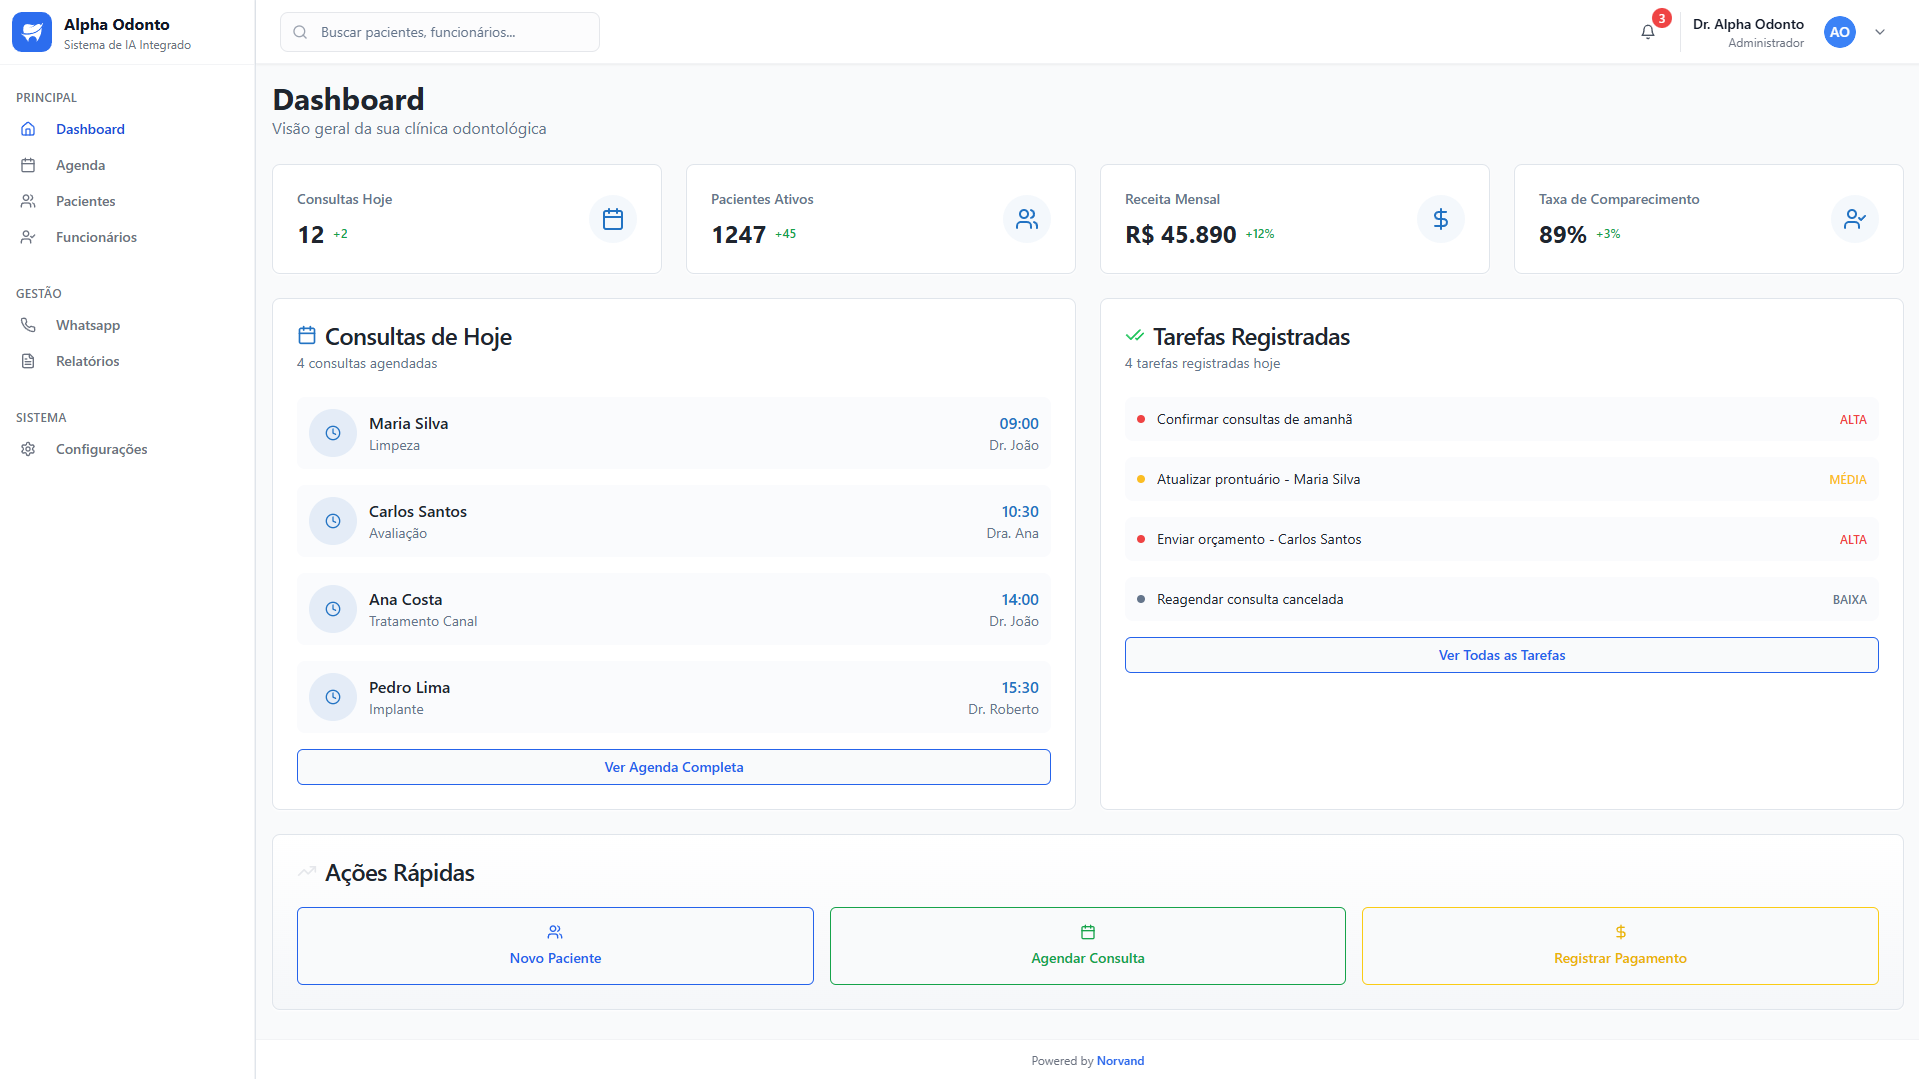 Alpha Odonto
Sistema de IA Integrado
Buscar pacientes, funcionários...
3
Dr. Alpha Odonto
Administrador
AO
PRINCIPAL
Dashboard
Agenda
Pacientes
Funcionários
GESTÃO
Whatsapp
Relatórios
SISTEMA
Configurações
Dashboard
Visão geral da sua clínica odontológica
Consultas Hoje
12 +2
Pacientes Ativos
1247 +45
Receita Mensal
R$ 45.890 +12%
Taxa de Comparecimento
89% +3%
Consultas de Hoje
4 consultas agendadas
Maria Silva
Limpeza
09:00
Dr. João
Carlos Santos
Avaliação
10:30
Dra. Ana
Ana Costa
Tratamento Canal
14:00
Dr. João
Pedro Lima
Implante
15:30
Dr. Roberto
Ver Agenda Completa
Tarefas Registradas
4 tarefas registradas hoje
Confirmar consultas de amanhã ALTA
Atualizar prontuário - Maria Silva MÉDIA
Enviar orçamento - Carlos Santos ALTA
Reagendar consulta cancelada BAIXA
Ver Todas as Tarefas
Ações Rápidas
Novo Paciente
Agendar Consulta
Registrar Pagamento
Powered by Norvand